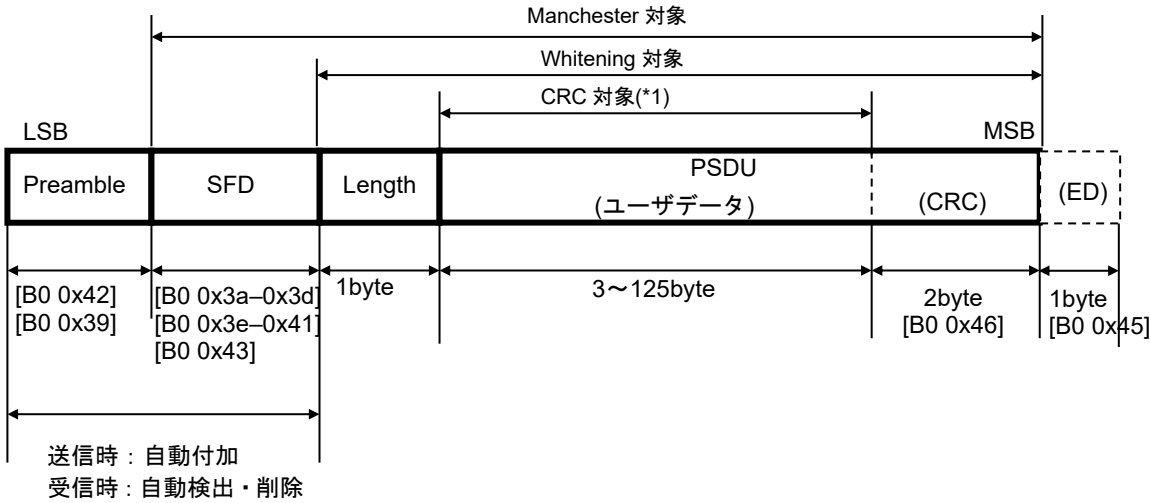 Manchester 対象
Whitening 対象
CRC 対象(*1)
LSB
MSB
Preamble
SFD
Length
PSDU
(ユーザデータ)
(CRC)
(ED)
[B0 0x42]
[B0 0x39]
[B0 0x3a–0x3d]
[B0 0x3e–0x41]
[B0 0x43]
1byte
3～125byte
2byte
[B0 0x46]
1byte
[B0 0x45]
送信時：自動付加
受信時：自動検出・削除